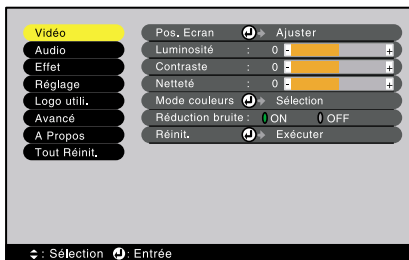 Vidéo
Audio
Effet
Réglage
Logo utili.
Avancé
A Propos
Tout Réinit.
Pos. Ecran Ajuster
Luminosité : 0 - +
Contraste : 0 - +
Netteté : 0 - +
Mode couleurs Sélection
Réduction bruite : ON OFF
Réinit. Exécuter
: Sélection : Entrée